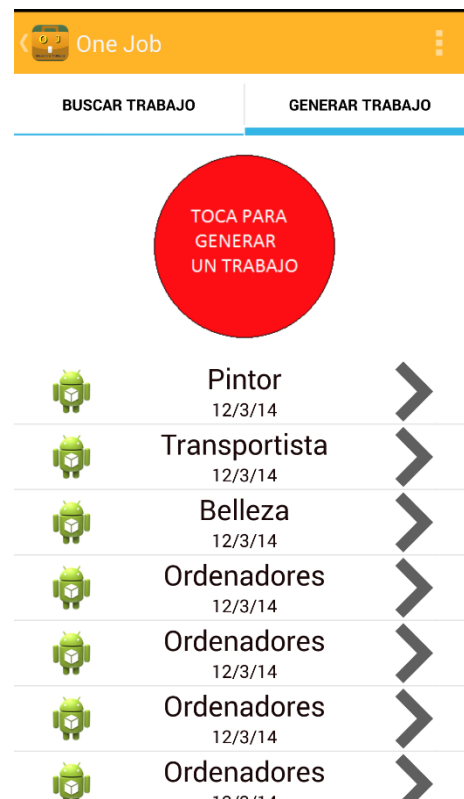 One Job
BUSCAR TRABAJO
GENERAR TRABAJO
TOCA PARA
GENERAR
UN TRABAJO
Pintor
12/3/14
Transportista
12/3/14
Belleza
12/3/14
Ordenadores
12/3/14
Ordenadores
12/3/14
Ordenadores
12/3/14
Ordenadores